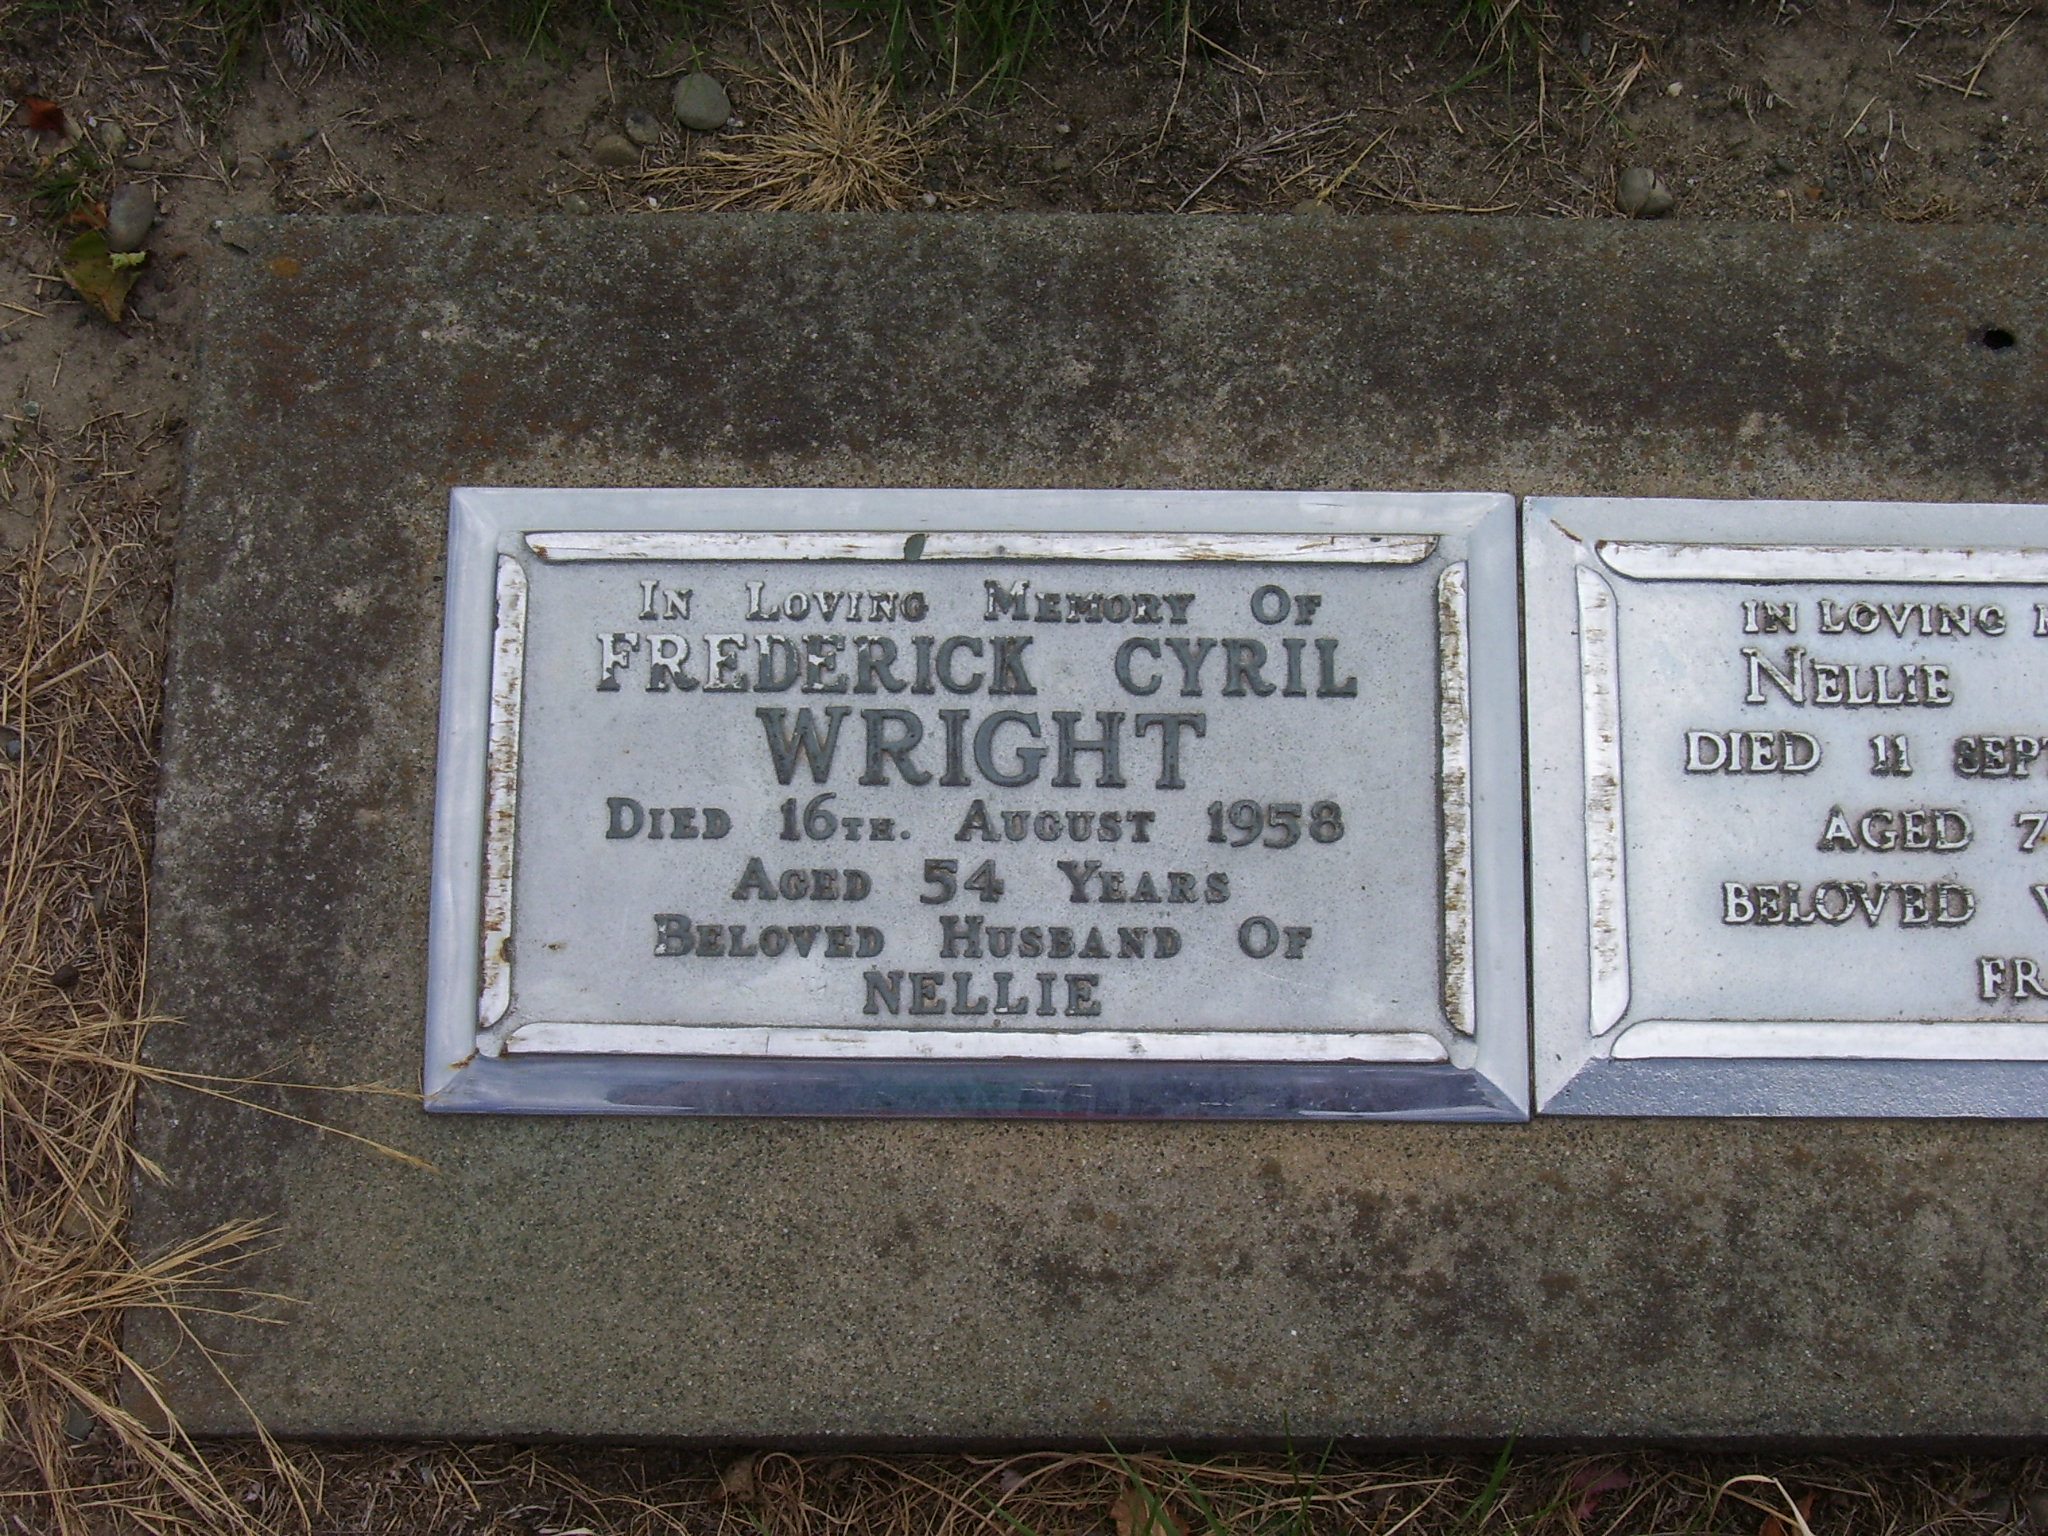 In Loving Memory Of
FREDERICK CYRIL
WRIGHT
Died 16th. August 1958
Aged 54 Years
Beloved Husband Of
NELLIE
IN LOVING
NELLIE
DIED 11
AGED
BELOVED